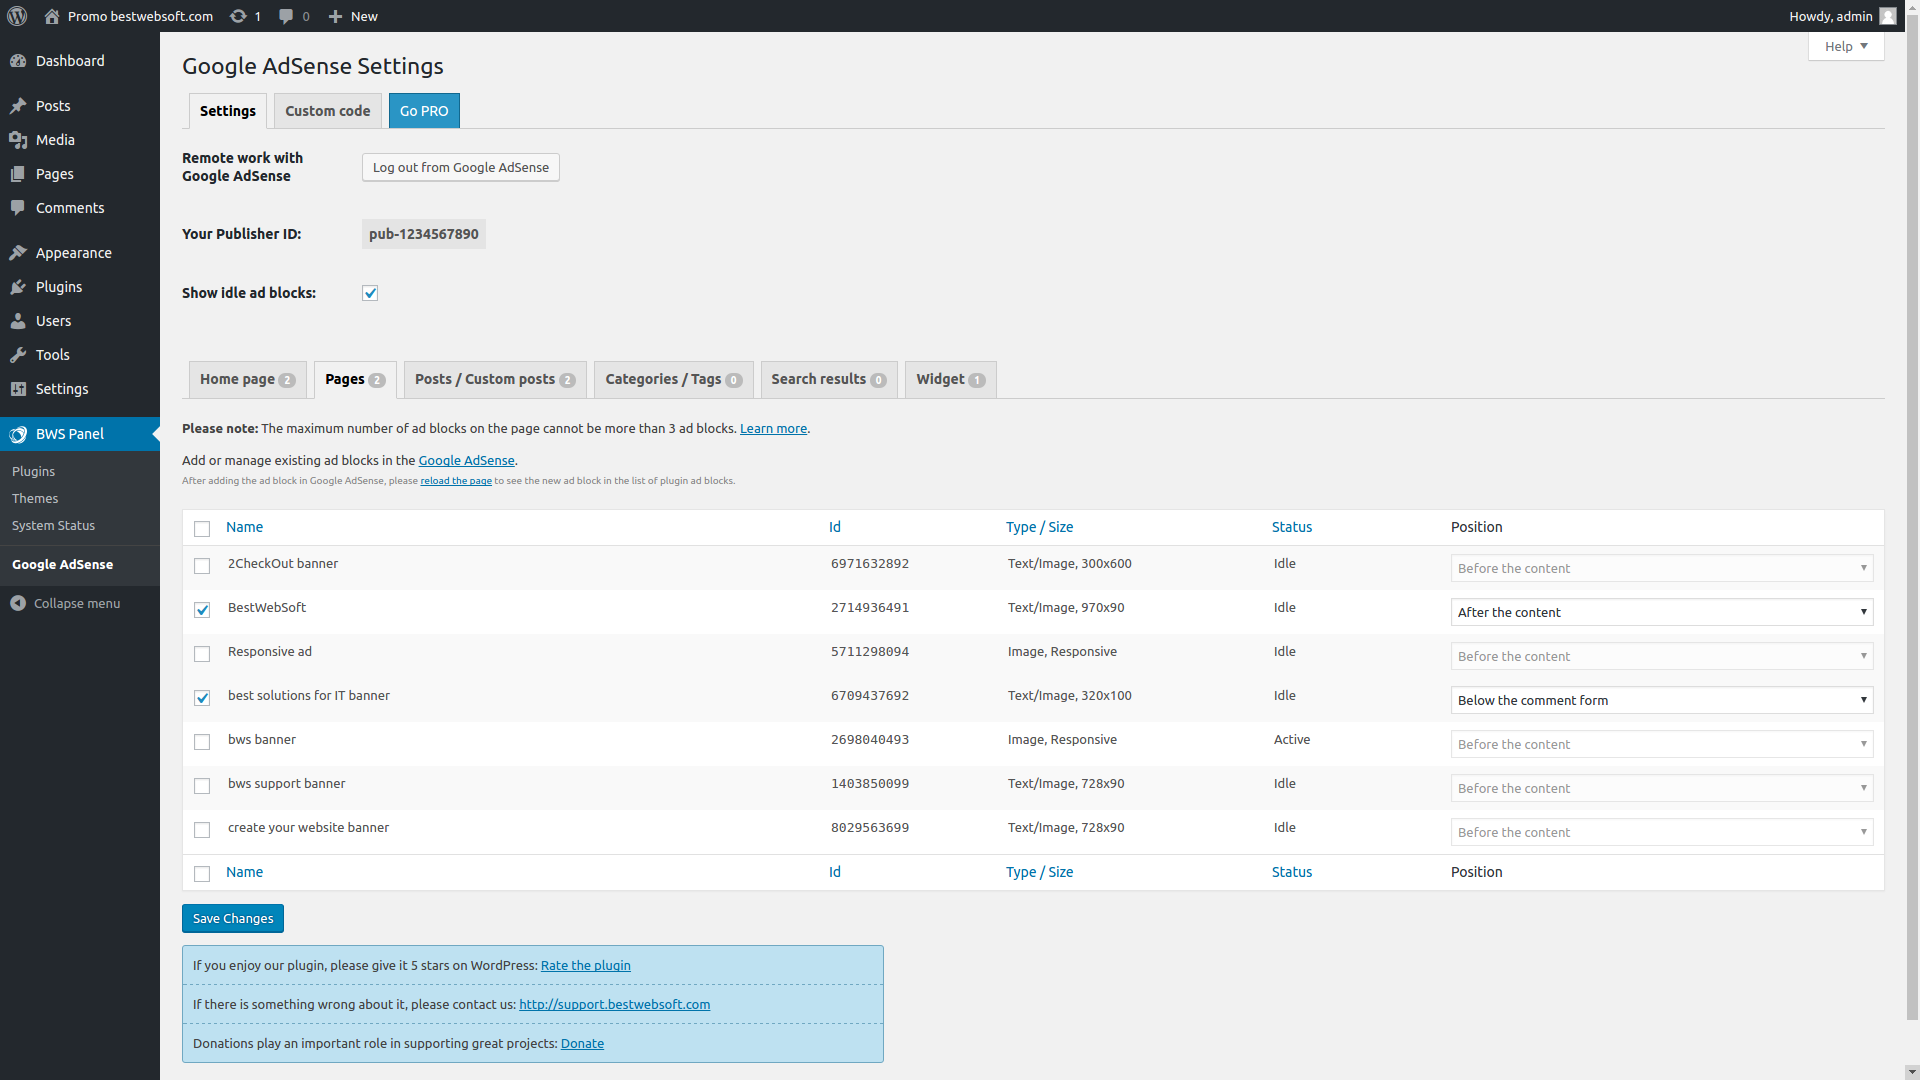 Promo bestwebsoft.com 1 0 New Howdy, admin
Help
Dashboard
Posts
Media
Pages
Comments
Appearance
Plugins
Users
Tools
Settings
BWS Panel
Plugins
Themes
System Status
Google AdSense
Collapse menu
Google AdSense Settings
Settings Custom code Go PRO
Remote work with
Google AdSense
Log out from Google AdSense
Your Publisher ID: pub-1234567890
Show idle ad blocks:
Home page 2 Pages 2 Posts / Custom posts 2 Categories / Tags 0 Search results 0 Widget 1
Please note: The maximum number of ad blocks on the page cannot be more than 3 ad blocks. Learn more.
Add or manage existing ad blocks in the Google AdSense.
After adding the ad block in Google AdSense, please reload the page to see the new ad block in the list of plugin ad blocks.
Name Id Type / Size Status Position
2CheckOut banner 6971632892 Text/Image, 300x600 Idle Before the content
BestWebSoft 2714936491 Text/Image, 970x90 Idle After the content
Responsive ad 5711298094 Image, Responsive Idle Before the content
best solutions for IT banner 6709437692 Text/Image, 320x100 Idle Below the comment form
bws banner 2698040493 Image, Responsive Active Before the content
bws support banner 1403850099 Text/Image, 728x90 Idle Before the content
create your website banner 8029563699 Text/Image, 728x90 Idle Before the content
Name Id Type / Size Status Position
Save Changes
If you enjoy our plugin, please give it 5 stars on WordPress: Rate the plugin
If there is something wrong about it, please contact us: http://support.bestwebsoft.com
Donations play an important role in supporting great projects: Donate